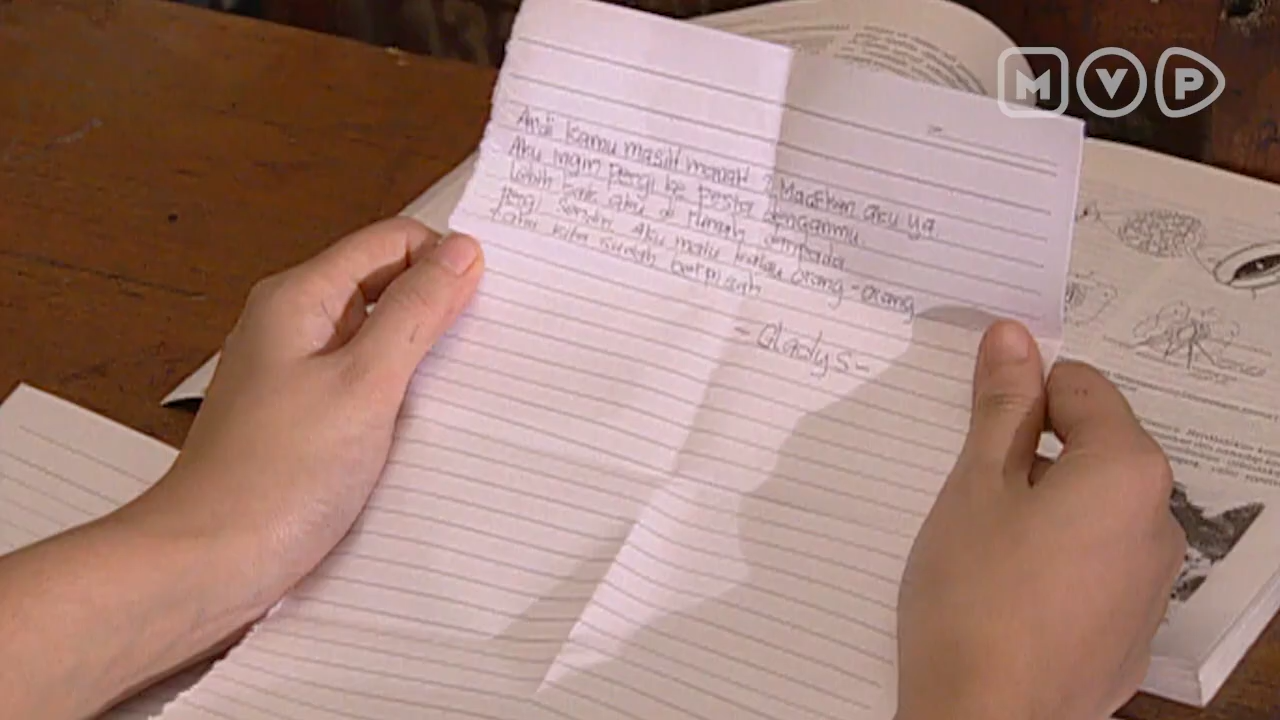 MVP
Andi kamu masih marah? Maafkan aku ya.
Aku ingin pergi ke pesta denganmu.
Lebih baik aku di rumah daripada
pergi sendiri. Aku malu kalau orang-orang
tahu kita sudah berpisah
- Gladys -